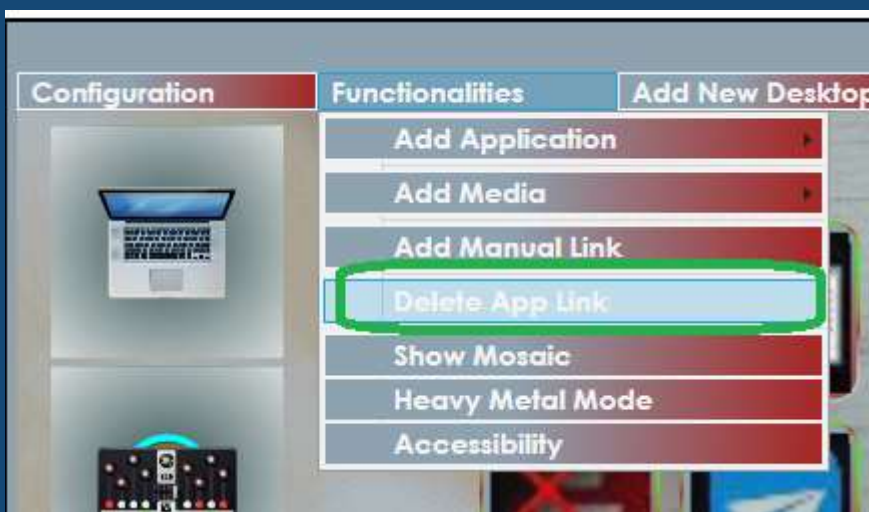 Configuration Functionalities Add New Desktop
Add Application
Add Media
Add Manual Link
Delete App Link
Show Mosaic
Heavy Metal Mode
Accessibility